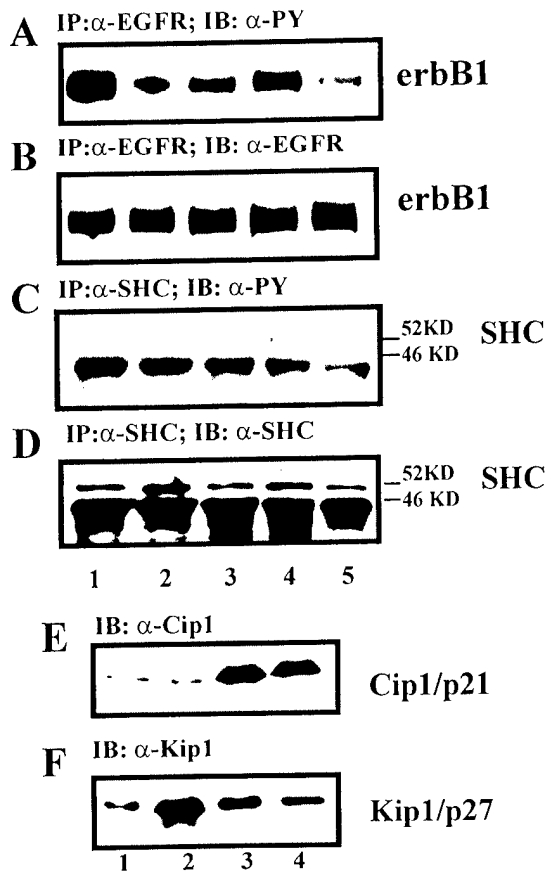 A
IP:α-EGFR; IB: α-PY
erbB1
B
IP:α-EGFR; IB: α-EGFR
erbB1
C
IP:α-SHC; IB: α-PY
52KD
SHC
46 KD
D
IP:α-SHC; IB: α-SHC
52KD
SHC
46 KD
1 2 3 4 5
E
IB: α-Cip1
Cip1/p21
F
IB: α-Kip1
Kip1/p27
1 2 3 4